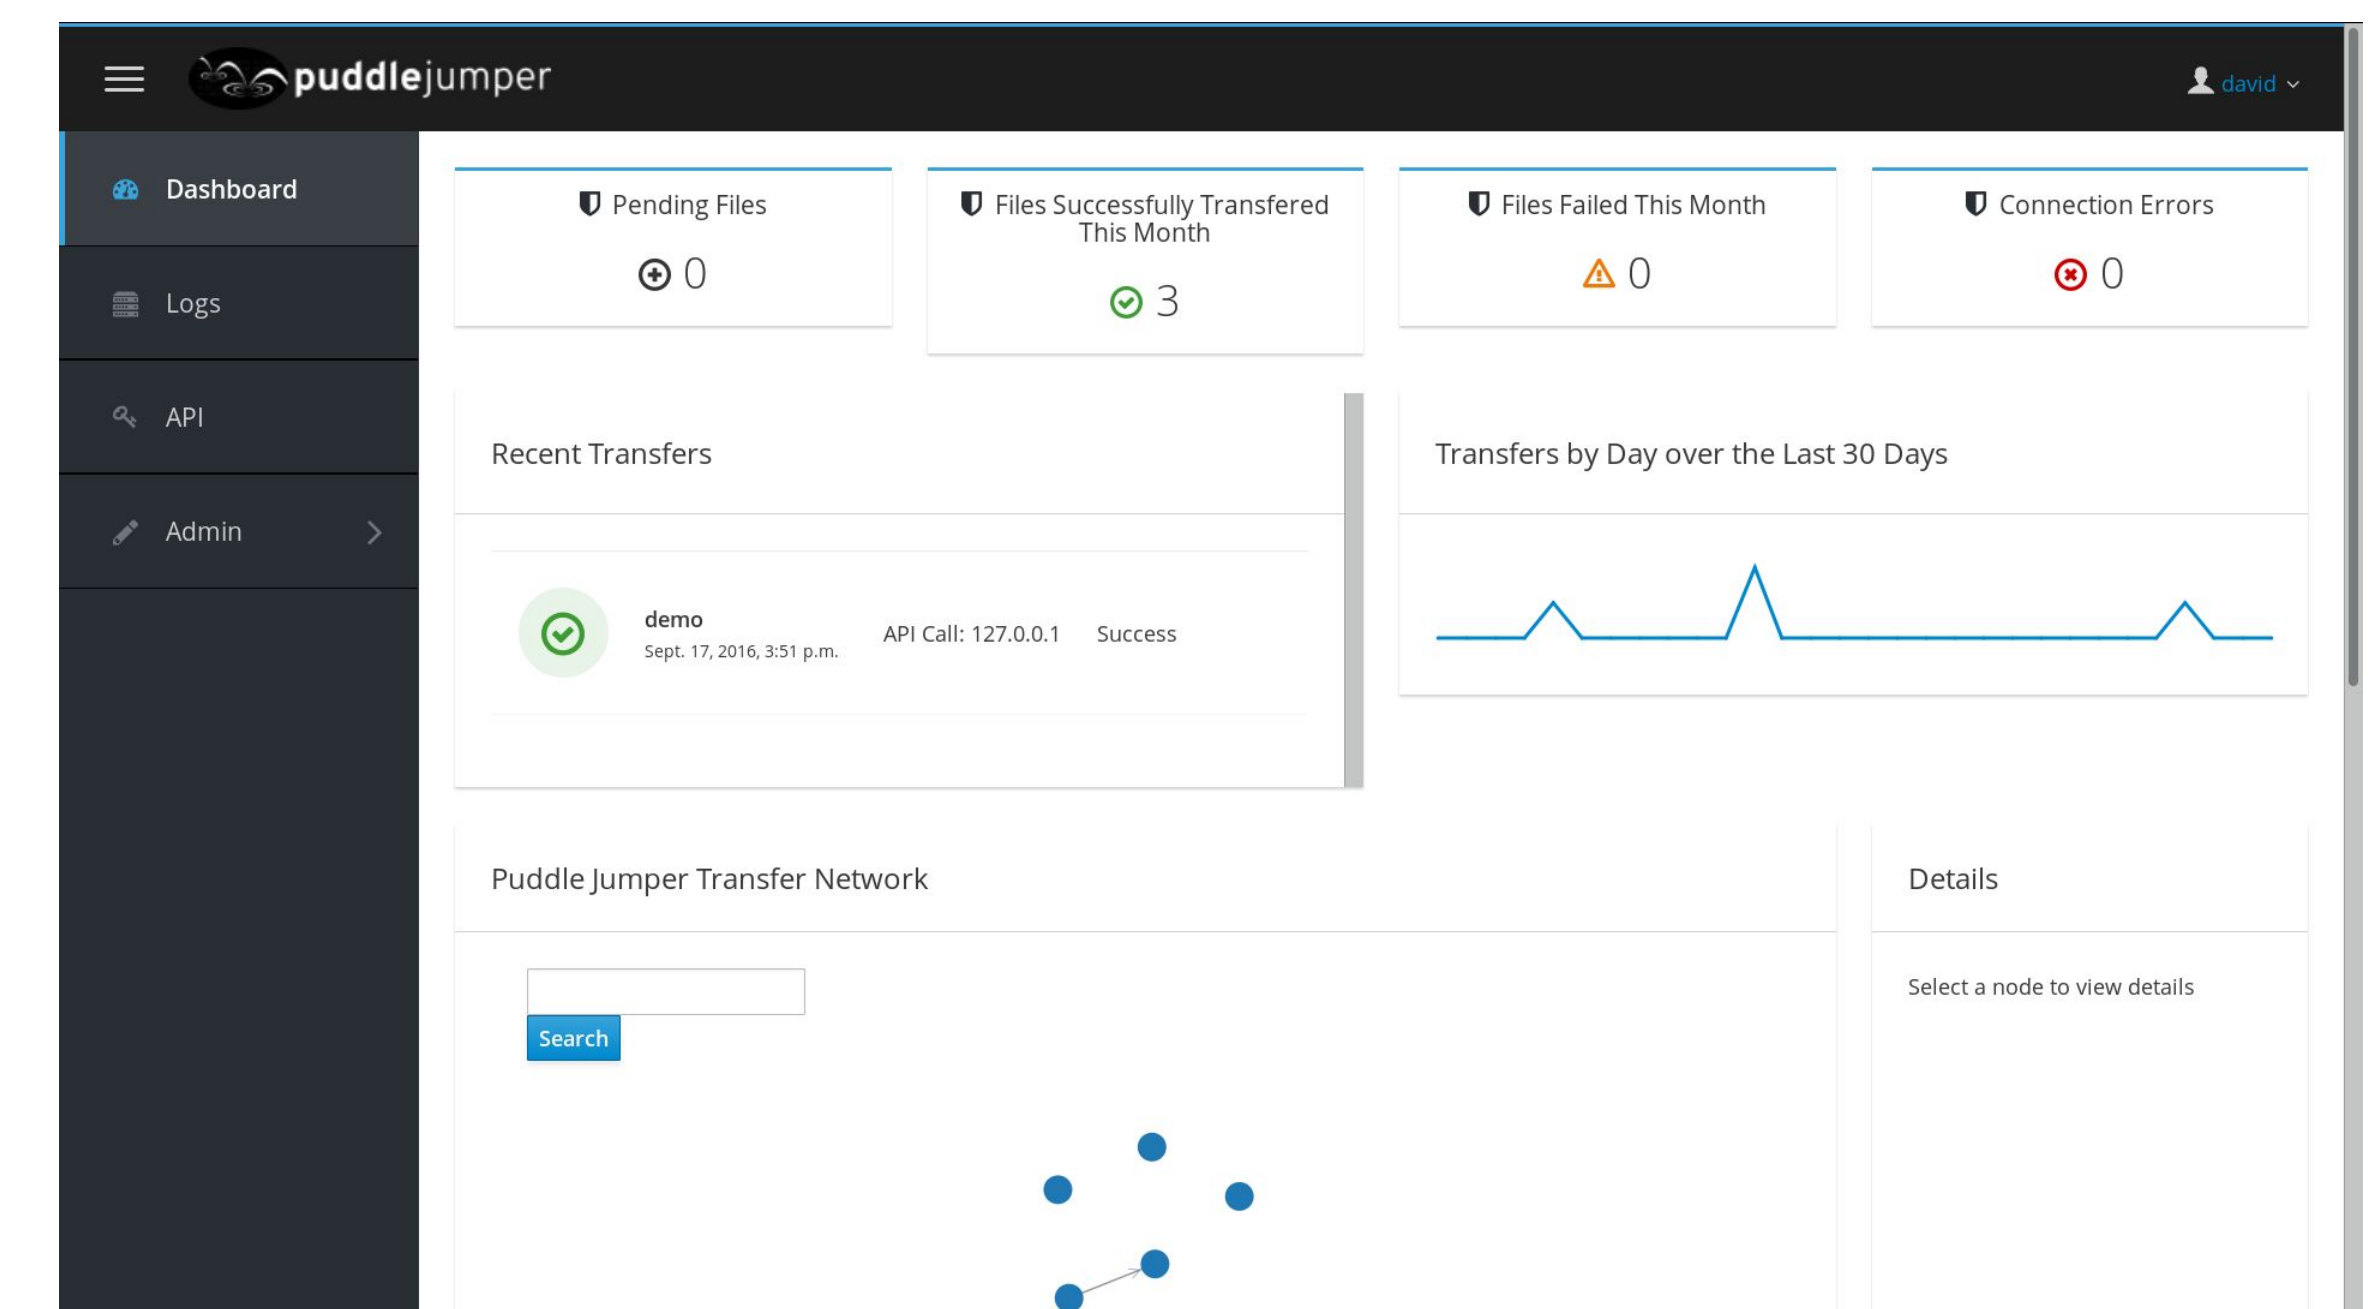 puddlejumper
david
Dashboard
Logs
API
Admin
Pending Files
0
Files Successfully Transfered
This Month
3
Files Failed This Month
0
Connection Errors
0
Recent Transfers
demo
Sept. 17, 2016, 3:51 p.m.
API Call: 127.0.0.1
Success
Transfers by Day over the Last 30 Days
Puddle Jumper Transfer Network
Search
Details
Select a node to view details